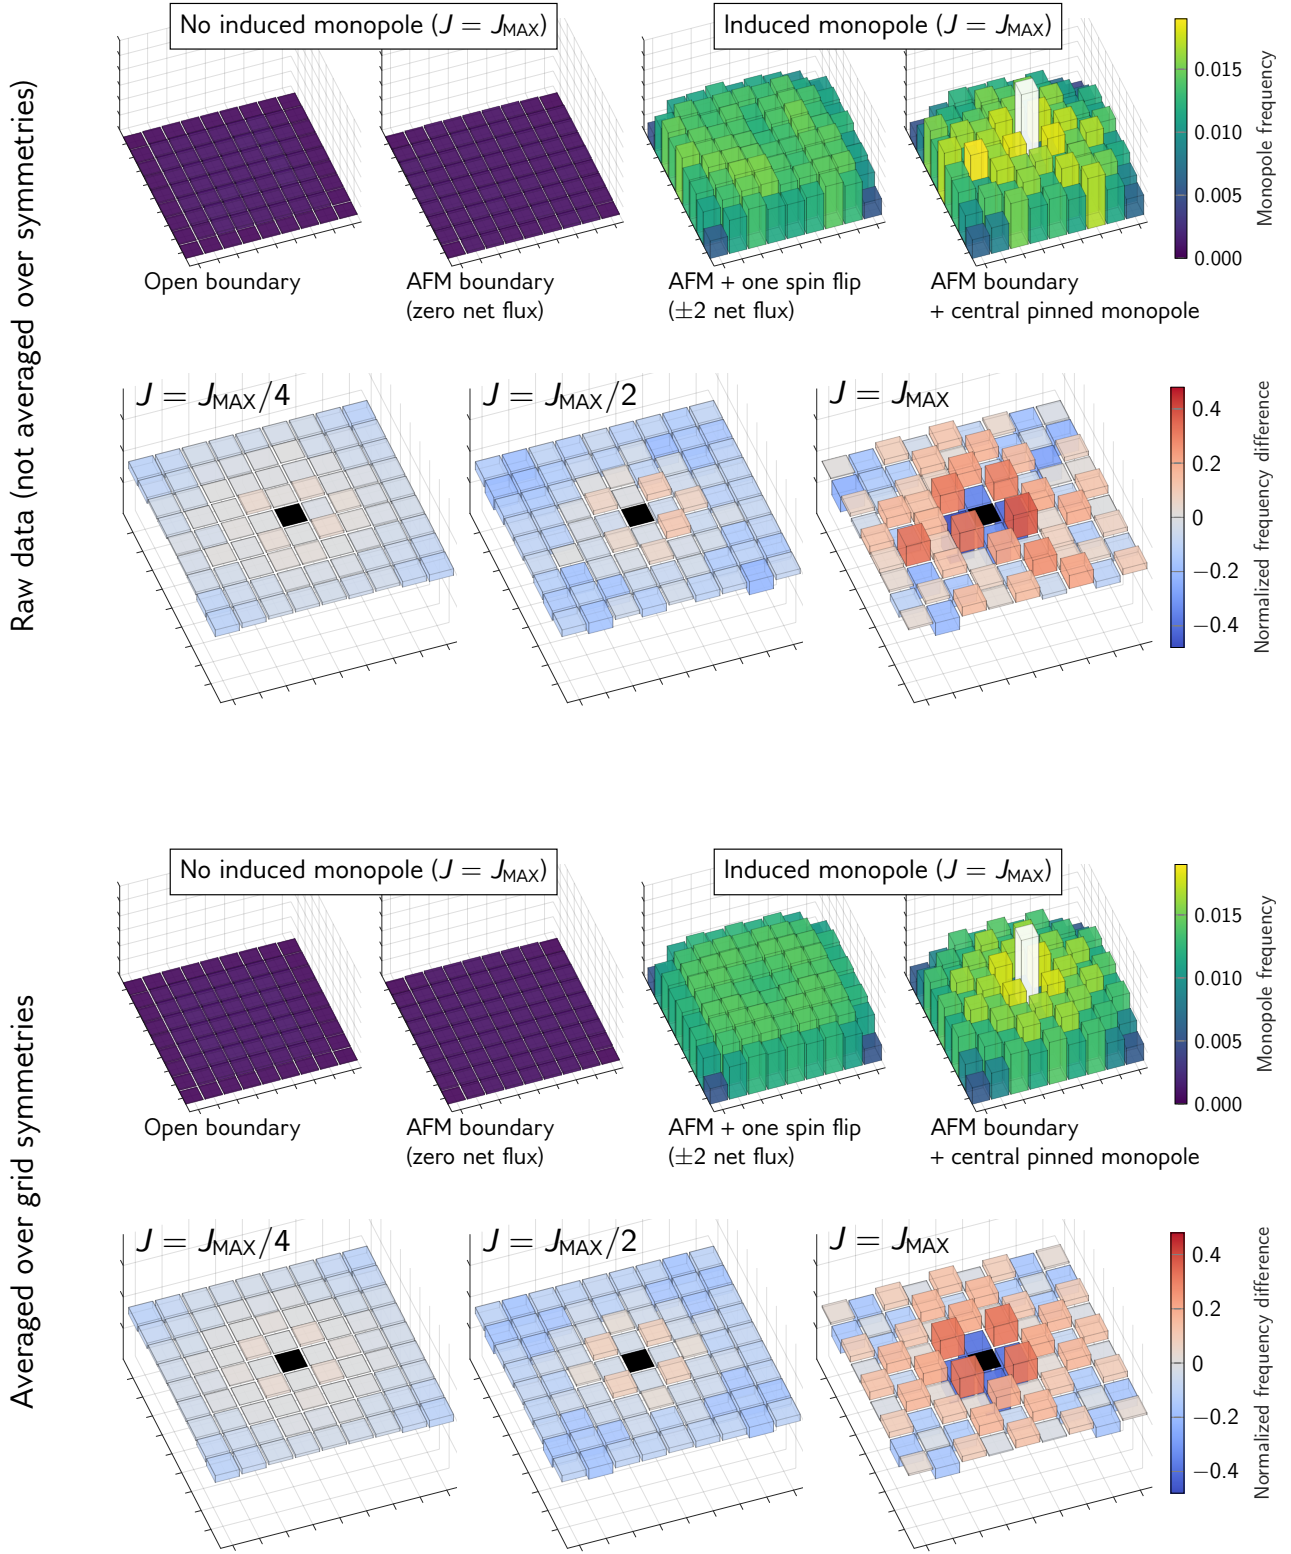 Raw data (not averaged over symmetries)
No induced monopole (J = J_MAX)
Induced monopole (J = J_MAX)
Open boundary
AFM boundary
(zero net flux)
AFM + one spin flip
(±2 net flux)
AFM boundary
+ central pinned monopole
0.015
0.010
0.005
0.000
Monopole frequency
J = J_MAX/4
J = J_MAX/2
J = J_MAX
0.4
0.2
0
−0.2
−0.4
Normalized frequency difference
Averaged over grid symmetries
No induced monopole (J = J_MAX)
Induced monopole (J = J_MAX)
Open boundary
AFM boundary
(zero net flux)
AFM + one spin flip
(±2 net flux)
AFM boundary
+ central pinned monopole
0.015
0.010
0.005
0.000
Monopole frequency
J = J_MAX/4
J = J_MAX/2
J = J_MAX
0.4
0.2
0
−0.2
−0.4
Normalized frequency difference